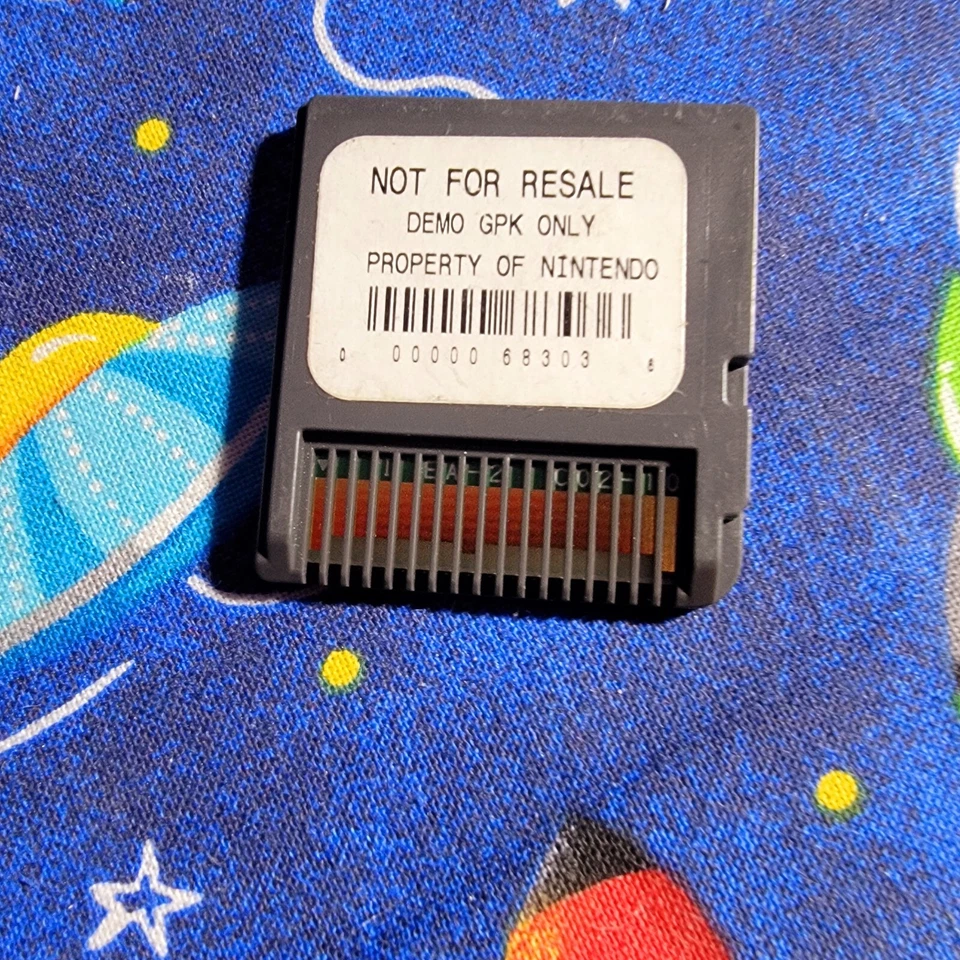 NOT FOR RESALE
DEMO GPK ONLY
PROPERTY OF NINTENDO
0 00000 68303 8